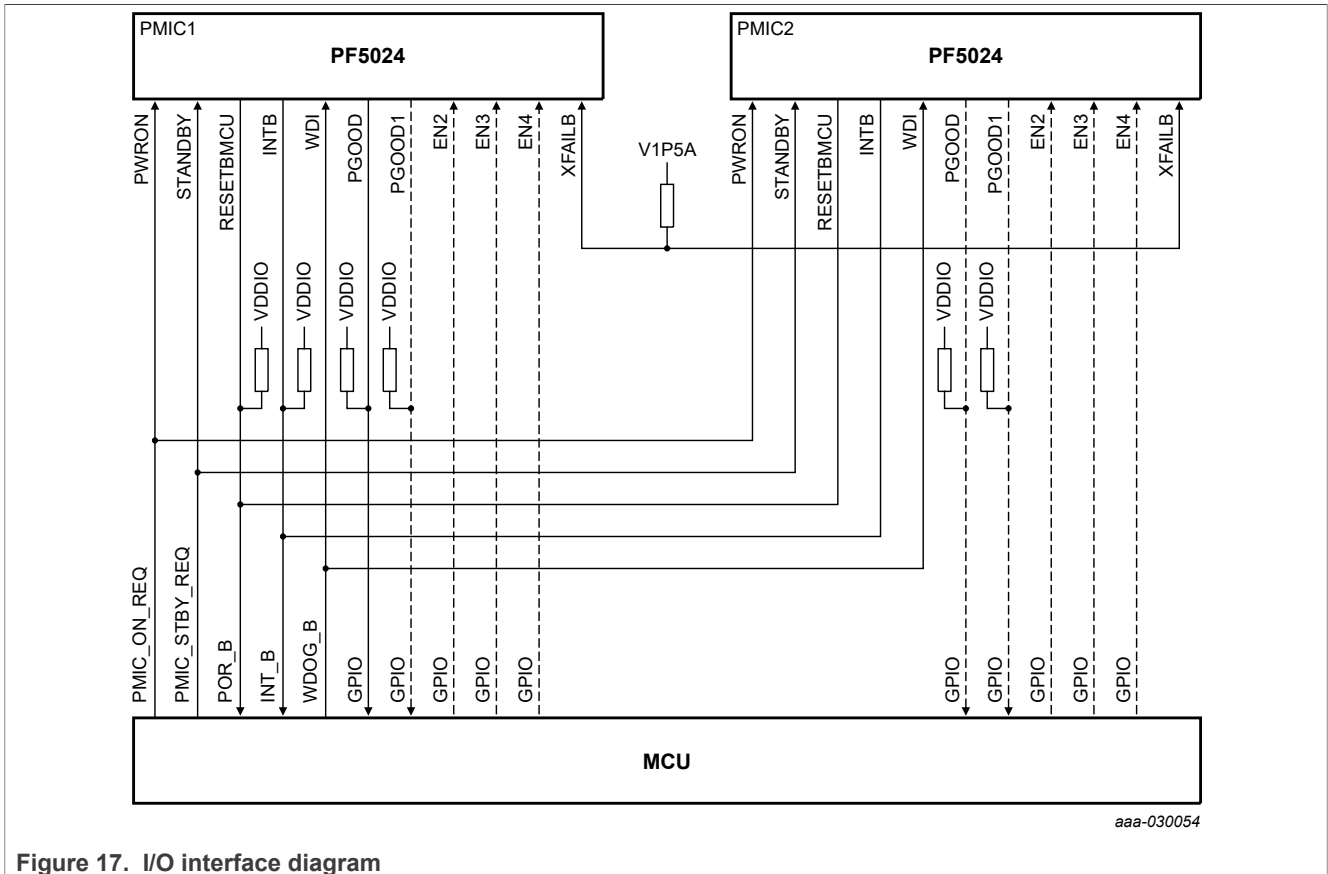 PMIC1
PF5024
PMIC2
PF5024
PWRON
STANDBY
RESETBMCU
INTB
WDI
PGOOD
PGOOD1
EN2
EN3
EN4
XFAILB
V1P5A
PWRON
STANDBY
RESETBMCU
INTB
WDI
PGOOD
PGOOD1
EN2
EN3
EN4
XFAILB
VDDIO
VDDIO
VDDIO
VDDIO
VDDIO
VDDIO
PMIC_ON_REQ
PMIC_STBY_REQ
POR_B
INT_B
WDOG_B
GPIO
GPIO
GPIO
GPIO
GPIO
GPIO
GPIO
GPIO
GPIO
GPIO
MCU
aaa-030054
Figure 17. I/O interface diagram